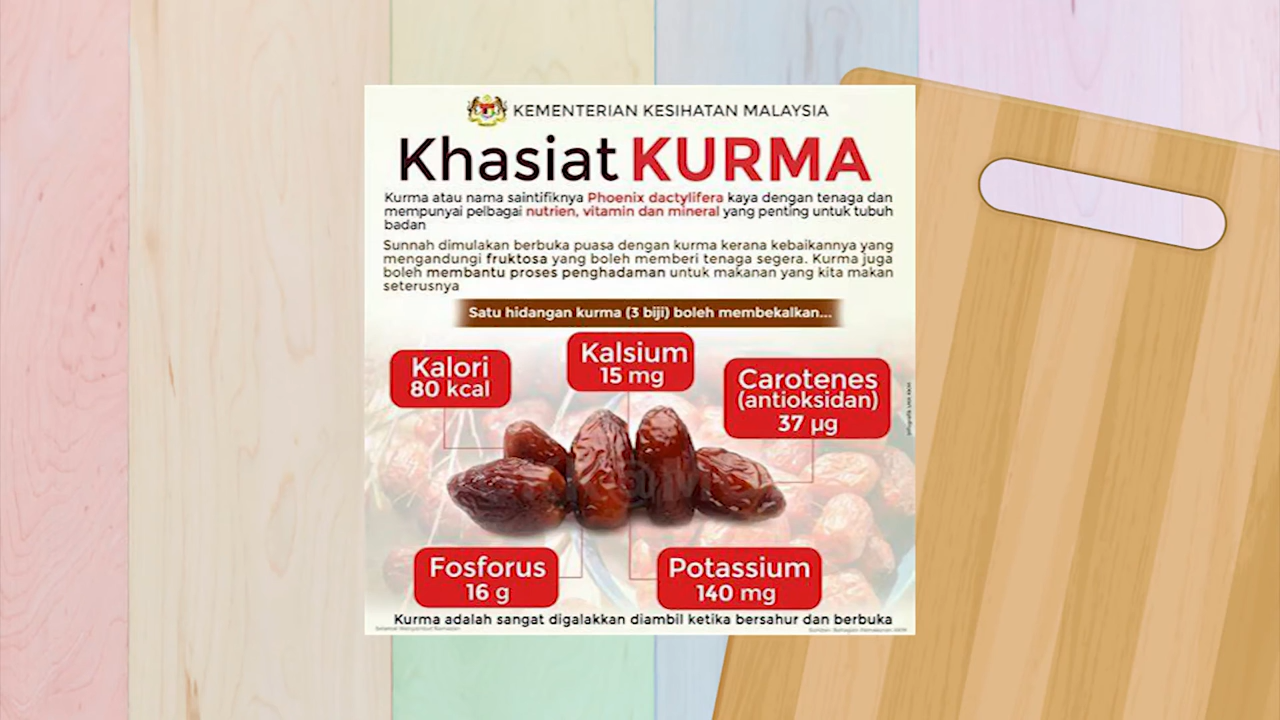 KEMENTERIAN KESIHATAN MALAYSIA
Khasiat KURMA
Kurma atau nama saintifiknya Phoenix dactylifera kaya dengan tenaga dan
mempunyai pelbagai nutrien, vitamin dan mineral yang penting untuk tubuh
badan
Sunnah dimulakan berbuka puasa dengan kurma kerana kebaikannya yang
mengandungi fruktosa yang boleh memberi tenaga segera. Kurma juga
boleh membantu proses penghadaman untuk makanan yang kita makan
seterusnya
Satu hidangan kurma (3 biji) boleh membekalkan...
Kalori
80 kcal
Kalsium
15 mg
Carotenes
(antioksidan)
37 µg
Fosforus
16 g
Potassium
140 mg
Kurma adalah sangat digalakkan diambil ketika bersahur dan berbuka